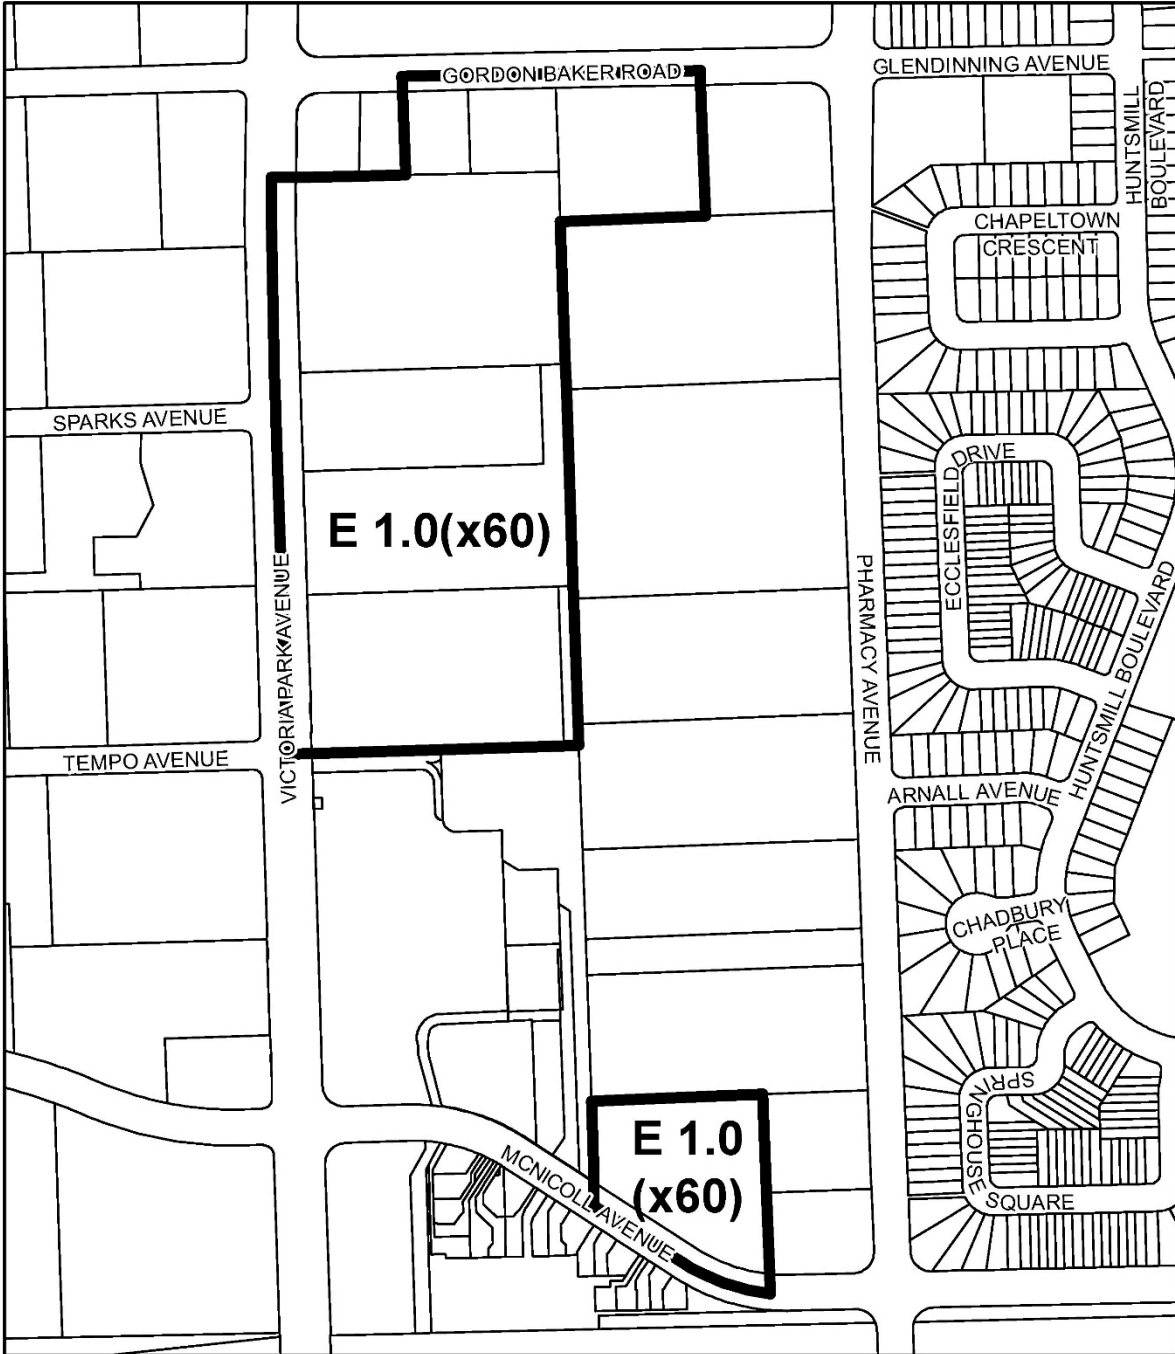 GORDON BAKER ROAD
GLENDINNING AVENUE
HUNTSMILL
BOULEVARD
CHAPELTOWN
CRESCENT
SPARKS AVENUE
DRIVE
ECCLESFIELD
E 1.0(x60)
VICTORIA PARK AVENUE
PHARMACY AVENUE
HUNTSMILL BOULEVARD
TEMPO AVENUE
ARNALL AVENUE
CHADBURY
PLACE
SPRINGHOUSE
SQUARE
E 1.0
(x60)
MCNICOLL AVENUE